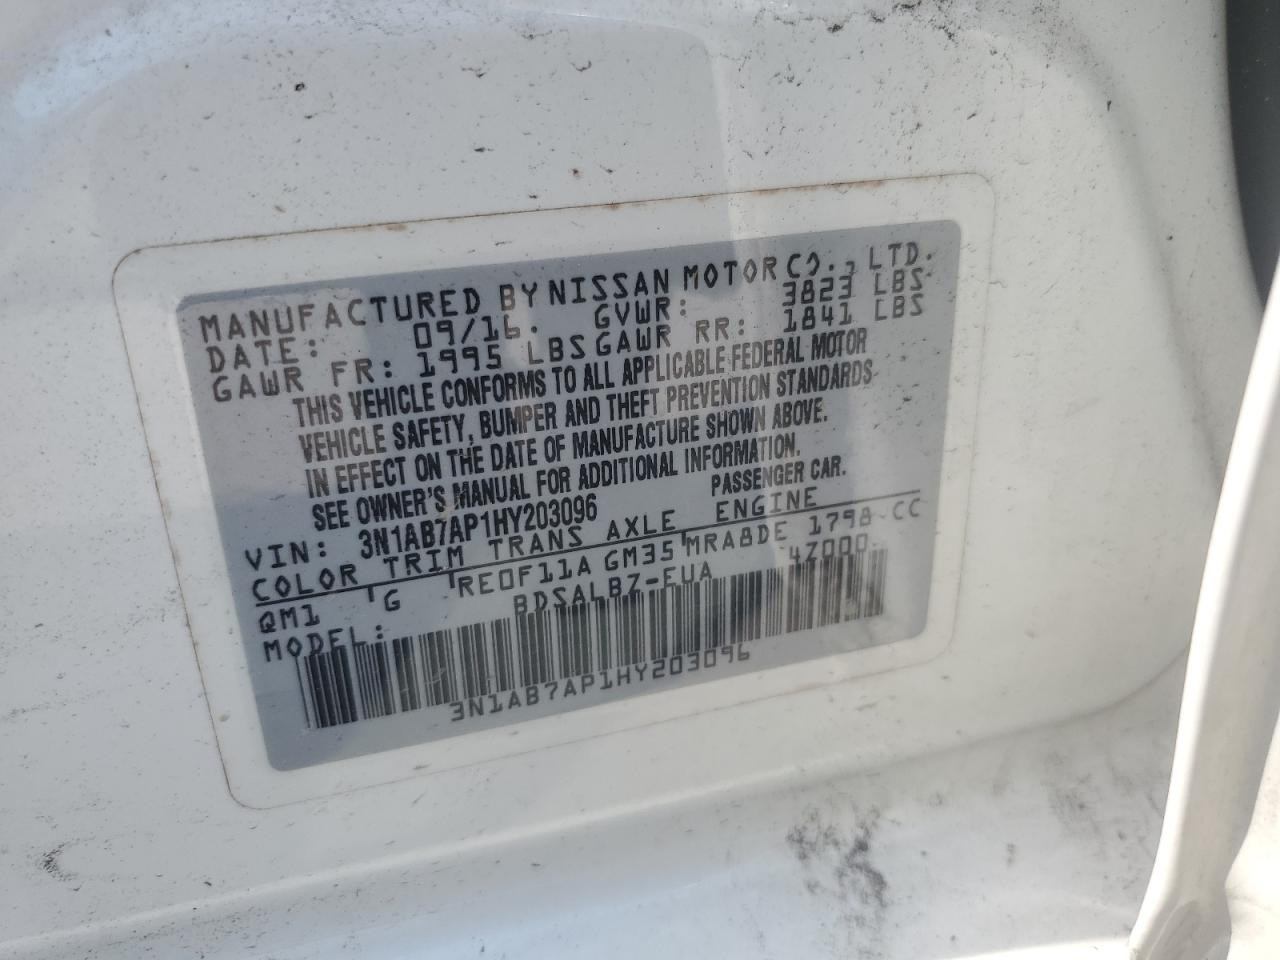 MANUFACTURED BY NISSAN MOTOR CO., LTD.
DATE: 09/16. GVWR: 3823 LBS
GAWR FR: 1995 LBS GAWR RR: 1841 LBS
THIS VEHICLE CONFORMS TO ALL APPLICABLE FEDERAL MOTOR
VEHICLE SAFETY, BUMPER AND THEFT PREVENTION STANDARDS
IN EFFECT ON THE DATE OF MANUFACTURE SHOWN ABOVE.
SEE OWNER'S MANUAL FOR ADDITIONAL INFORMATION.
VIN: 3N1AB7AP1HY203096 PASSENGER CAR.
COLOR TRIM TRANS AXLE ENGINE
QM1 G RE0F11A GM35 MRA8DE 1798 CC
MODEL: BDSALBZ-EUA 4Z000
3N1AB7AP1HY203096